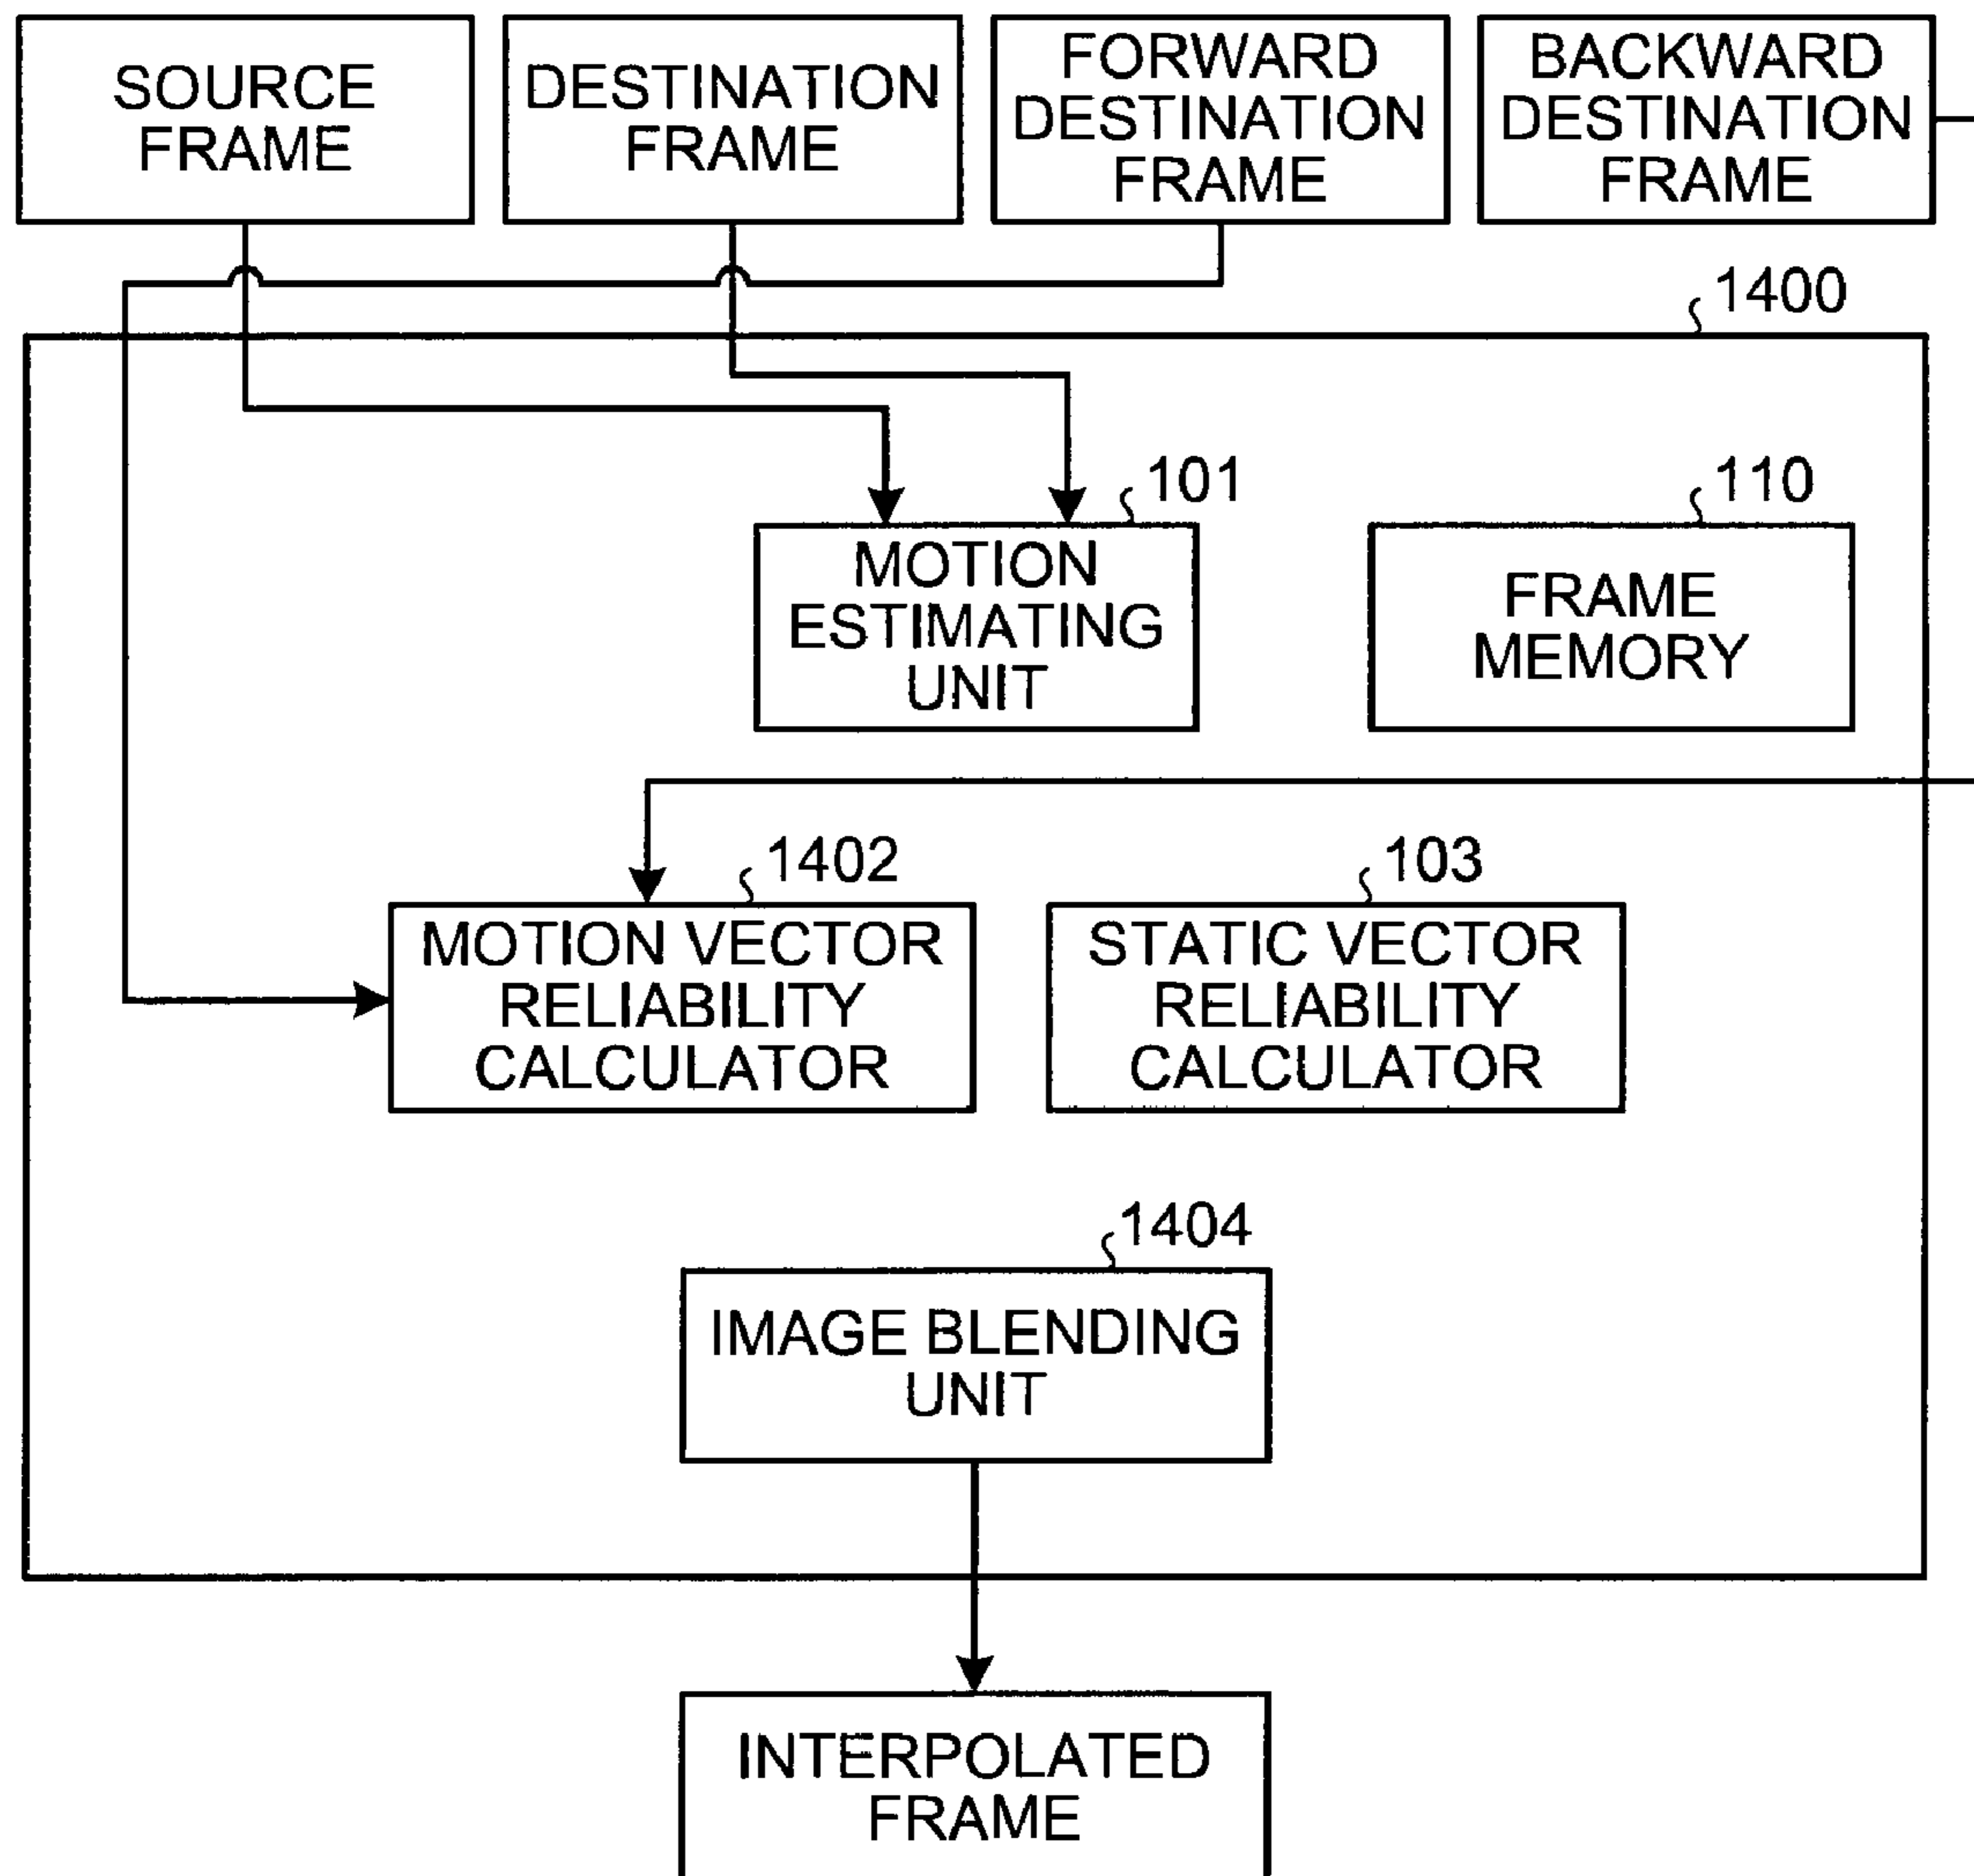 SOURCE
FRAME
DESTINATION
FRAME
FORWARD
DESTINATION
FRAME
BACKWARD
DESTINATION
FRAME
1400
101
MOTION
ESTIMATING
UNIT
110
FRAME
MEMORY
1402
MOTION VECTOR
RELIABILITY
CALCULATOR
103
STATIC VECTOR
RELIABILITY
CALCULATOR
1404
IMAGE BLENDING
UNIT
INTERPOLATED
FRAME